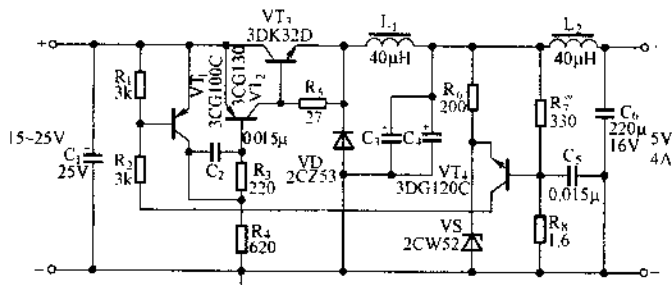 VT₃
3DK32D
L₁
40μH
L₂
40μH
+
+
R₁
3k
VT₁
3CG100C
3CG130
VT₂
R₅
27
R₆
200
R₇
330
C₆
220μ
16V
15~25V
C₁
25V
R₂
3k
C₂
0.015μ
C₃
C₄
5V
4A
VD
2CZ53
VT₄
3DG120C
C₅
0.015μ
R₃
220
R₄
620
VS
2CW52
R₈
1.6
−
−